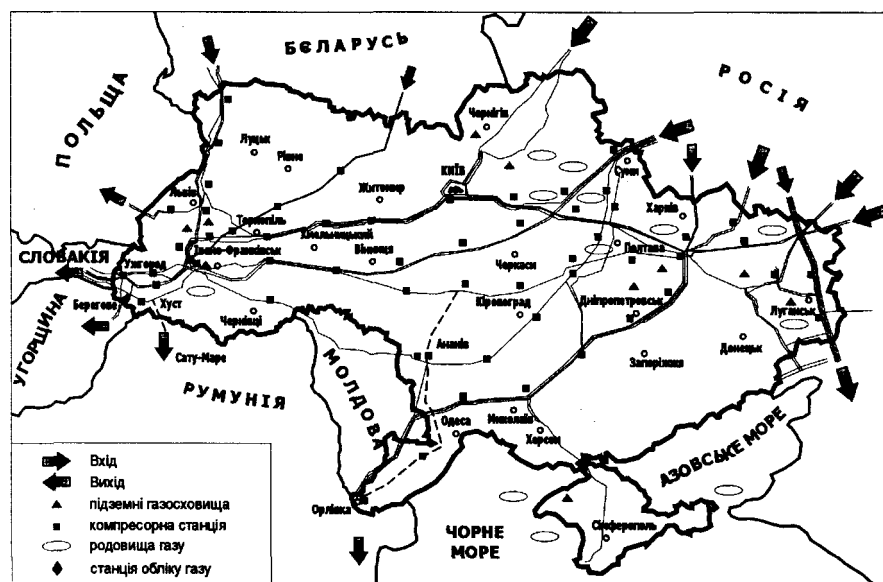 БЄЛАРУСЬ
РОСІЯ
ПОЛЬЩА
Чернігів
Луцьк
Рівне
КИЇВ
Суми
Житомир
Львів
Харків
Тернопіль
Хмельницький
СЛОВАКІЯ
Івано-Франківськ
Вінниця
Полтава
Ужгород
Черкаси
УГОРЩИНА
Берегове
Хуст
Кіровоград
Дніпропетровськ
Луганськ
Чернівці
Сату-Маре
Ананів
Донецьк
Запоріжжя
РУМУНІЯ
МОЛДОВА
Одеса
Миколаїв
Херсон
АЗОВСЬКЕ МОРЕ
Орлівка
ЧОРНЕ
МОРЕ
Сімферополь
Вхід
Вихід
підземні газосховища
компресорна станція
родовища газу
станція обліку газу